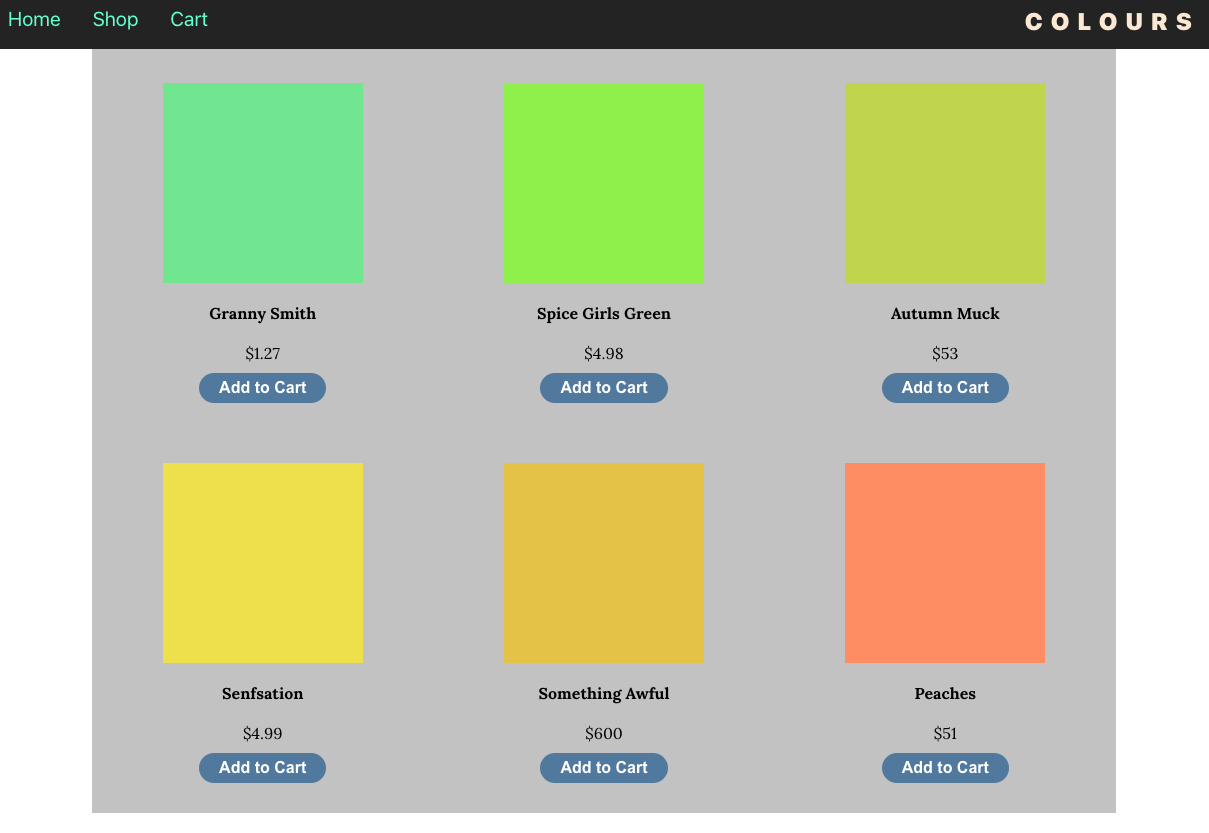 Home Shop Cart COLOURS
Granny Smith Spice Girls Green Autumn Muck
$1.27 $4.98 $53
Add to Cart Add to Cart Add to Cart
Senfsation Something Awful Peaches
$4.99 $600 $51
Add to Cart Add to Cart Add to Cart